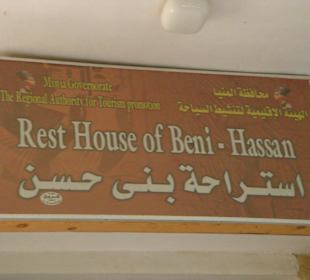 Minia Governorate
The Regional Authority for Tourism promotion
محافظة المنيا
الهيئة الاقليمية لتنشيط السياحة
Rest House of Beni - Hassan
استراحة بنى حسن